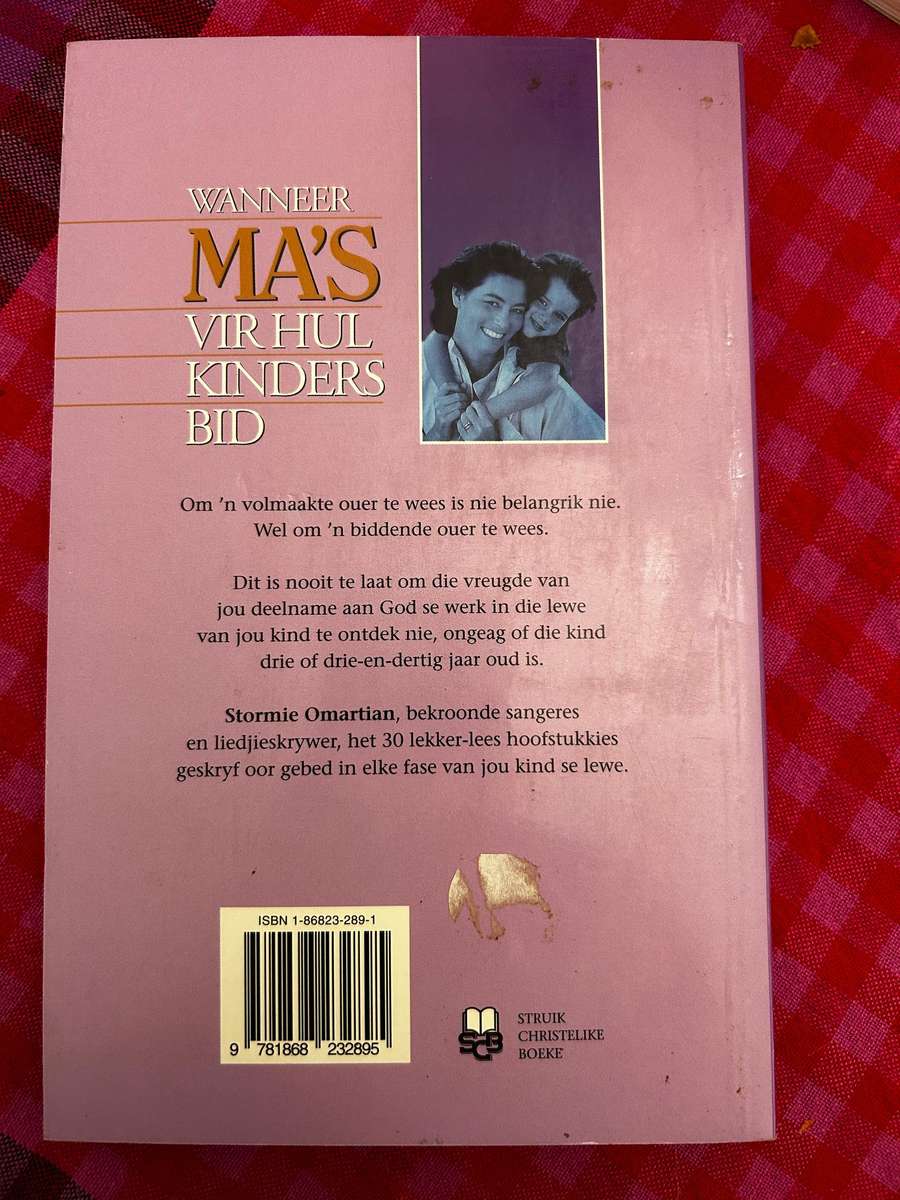 WANNEER
MA'S
VIR HUL
KINDERS
BID
Om 'n volmaakte ouer te wees is nie belangrik nie.
Wel om 'n biddende ouer te wees.
Dit is nooit te laat om die vreugde van
jou deelname aan God se werk in die lewe
van jou kind te ontdek nie, ongeag of die kind
drie of drie-en-dertig jaar oud is.
Stormie Omartian, bekroonde sangeres
en liedjieskrywer, het 30 lekker-lees hoofstukkies
geskryf oor gebed in elke fase van jou kind se lewe.
ISBN 1-86823-289-1
9 781868 232895
SCB
STRUIK
CHRISTELIKE
BOEKE